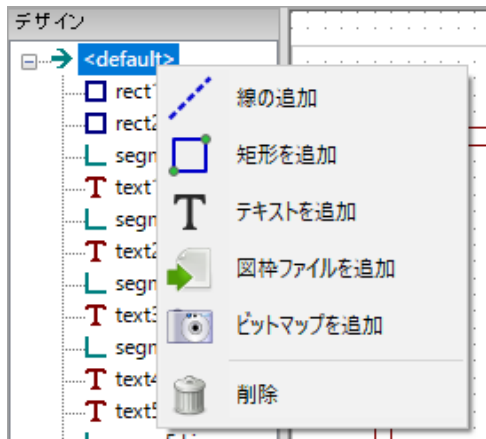 デザイン
<default>
rect1
rect2
segm
text1
segm
text2
segm
text3
segm
text4
text5
線の追加
矩形を追加
テキストを追加
図枠ファイルを追加
ビットマップを追加
削除